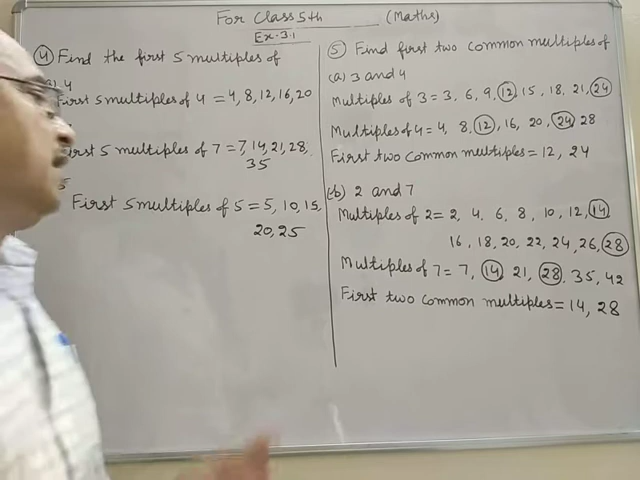 For Class 5th (Maths)
Ex-3.1
4 Find the first 5 multiples of
4
First 5 multiples of 4 = 4, 8, 12, 16, 20
First 5 multiples of 7 = 7, 14, 21, 28,
35
5
First 5 multiples of 5 = 5, 10, 15,
20, 25
5 Find first two common multiples of
(a) 3 and 4
Multiples of 3 = 3, 6, 9, 12, 15, 18, 21, 24
Multiples of 4 = 4, 8, 12, 16, 20, 24, 28
First two common multiples = 12, 24
(b) 2 and 7
Multiples of 2 = 2, 4, 6, 8, 10, 12, 14
16, 18, 20, 22, 24, 26, 28
Multiples of 7 = 7, 14, 21, 28, 35, 42
First two common multiples = 14, 28